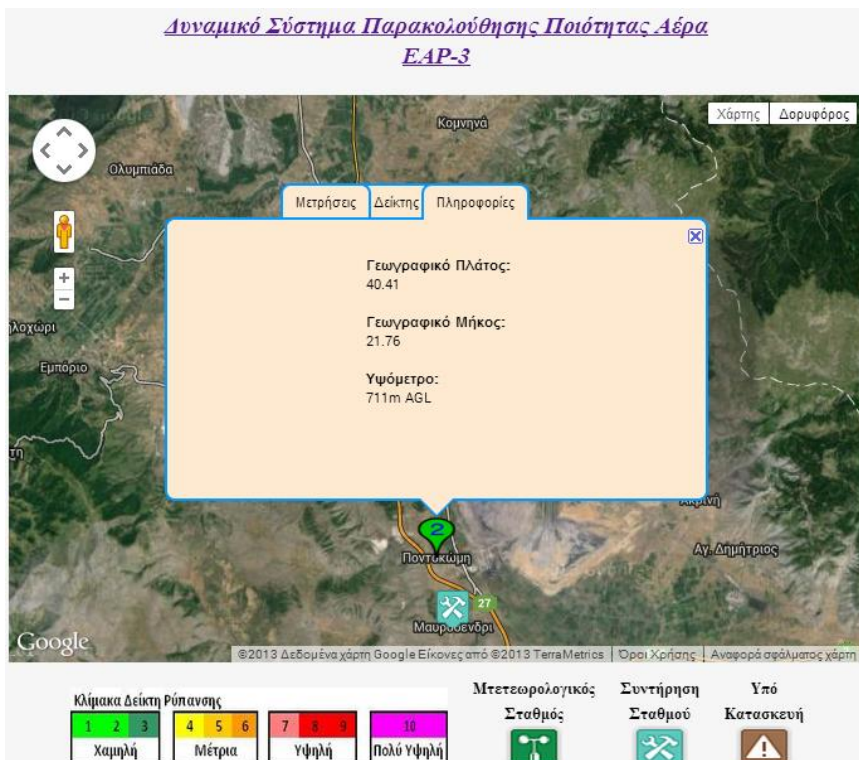 Δυναμικό Σύστημα Παρακολούθησης Ποιότητας Αέρα
ΕΑΡ-3
Κομνηνά
Χάρτης
Δορυφόρος
Ολυμπιάδα
Μετρήσεις
Δείκτης
Πληροφορίες
Γεωγραφικό Πλάτος:
40.41
Γεωγραφικό Μήκος:
21.76
Υψόμετρο:
711m AGL
Εμπόριο
Αγ. Δημήτριος
2
Ποντοκώμη
27
Μαυροδενδρι
Google
©2013 Δεδομένα χάρτη Google Εικονες από ©2013 TerraMetrics
Όροι Χρήσης
Αναφορά σφάλματος χάρτη
Κλίμακα Δείκτη Ρύπανσης
1 2 3
4 5 6
7 8 9
10
Χαμηλή
Μέτρια
Υψηλή
Πολύ Υψηλή
Μτετεωρολογικός
Σταθμός
Συντήρηση
Σταθμού
Υπό
Κατασκευή